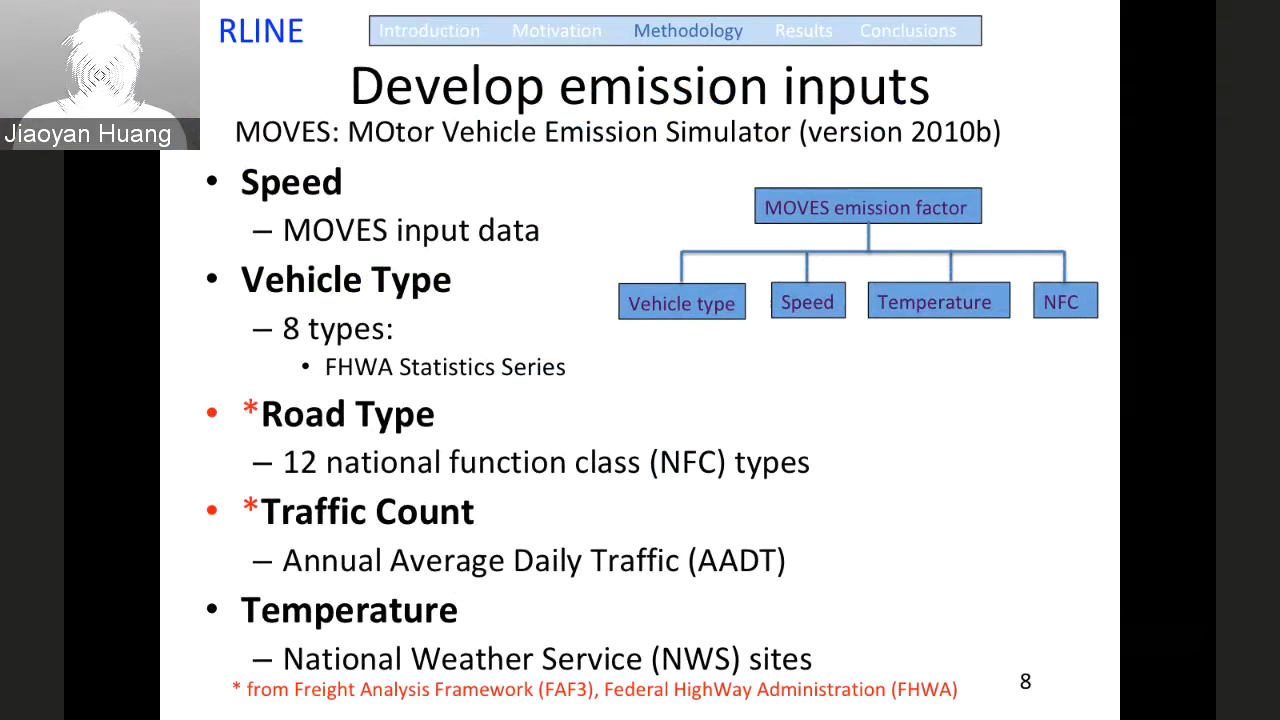 RLINE
Introduction Motivation Methodology Results Conclusions
Develop emission inputs
Jiaoyan Huang
MOVES: MOtor Vehicle Emission Simulator (version 2010b)
• Speed
– MOVES input data
• Vehicle Type
– 8 types:
• FHWA Statistics Series
• *Road Type
– 12 national function class (NFC) types
• *Traffic Count
– Annual Average Daily Traffic (AADT)
• Temperature
– National Weather Service (NWS) sites
MOVES emission factor
Vehicle type Speed Temperature NFC
* from Freight Analysis Framework (FAF3), Federal HighWay Administration (FHWA)
8